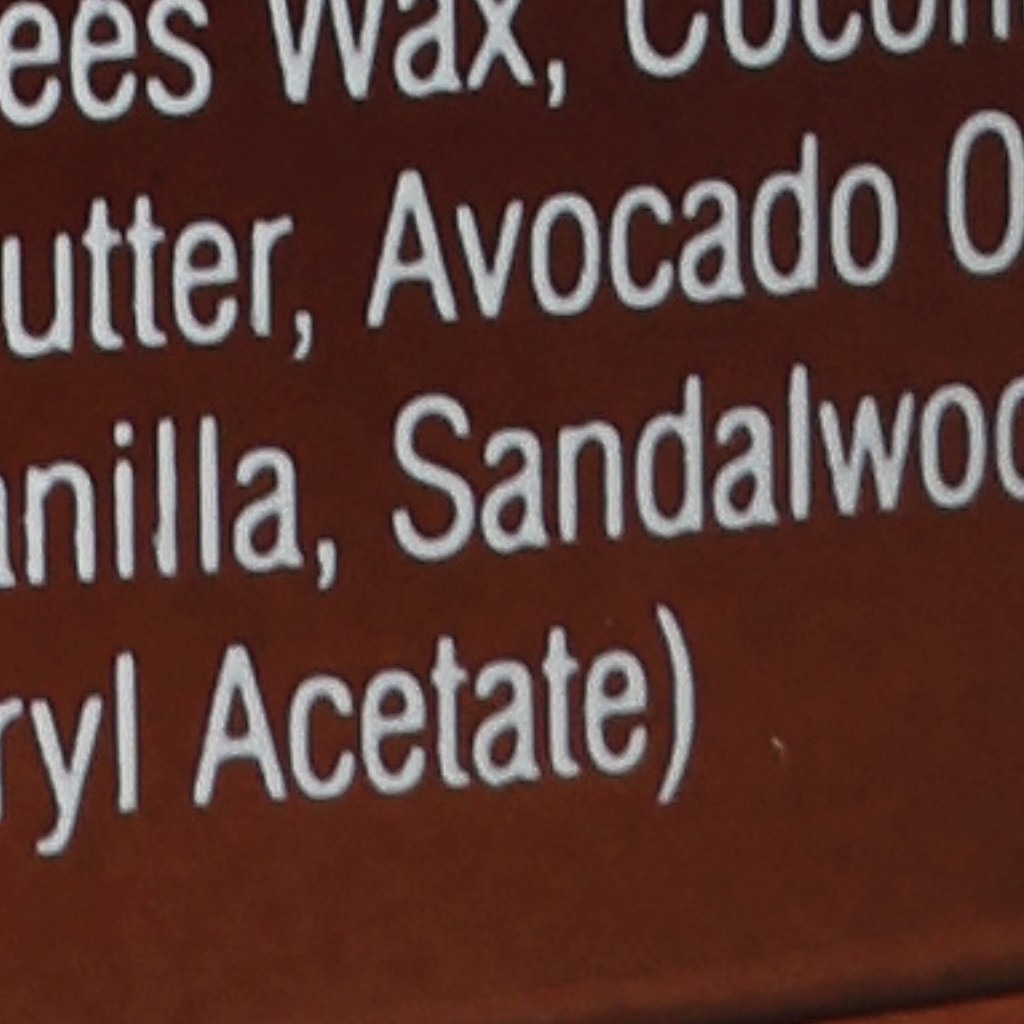 ees Wax, Cocon
utter, Avocado O
anilla, Sandalwoo
ryl Acetate)